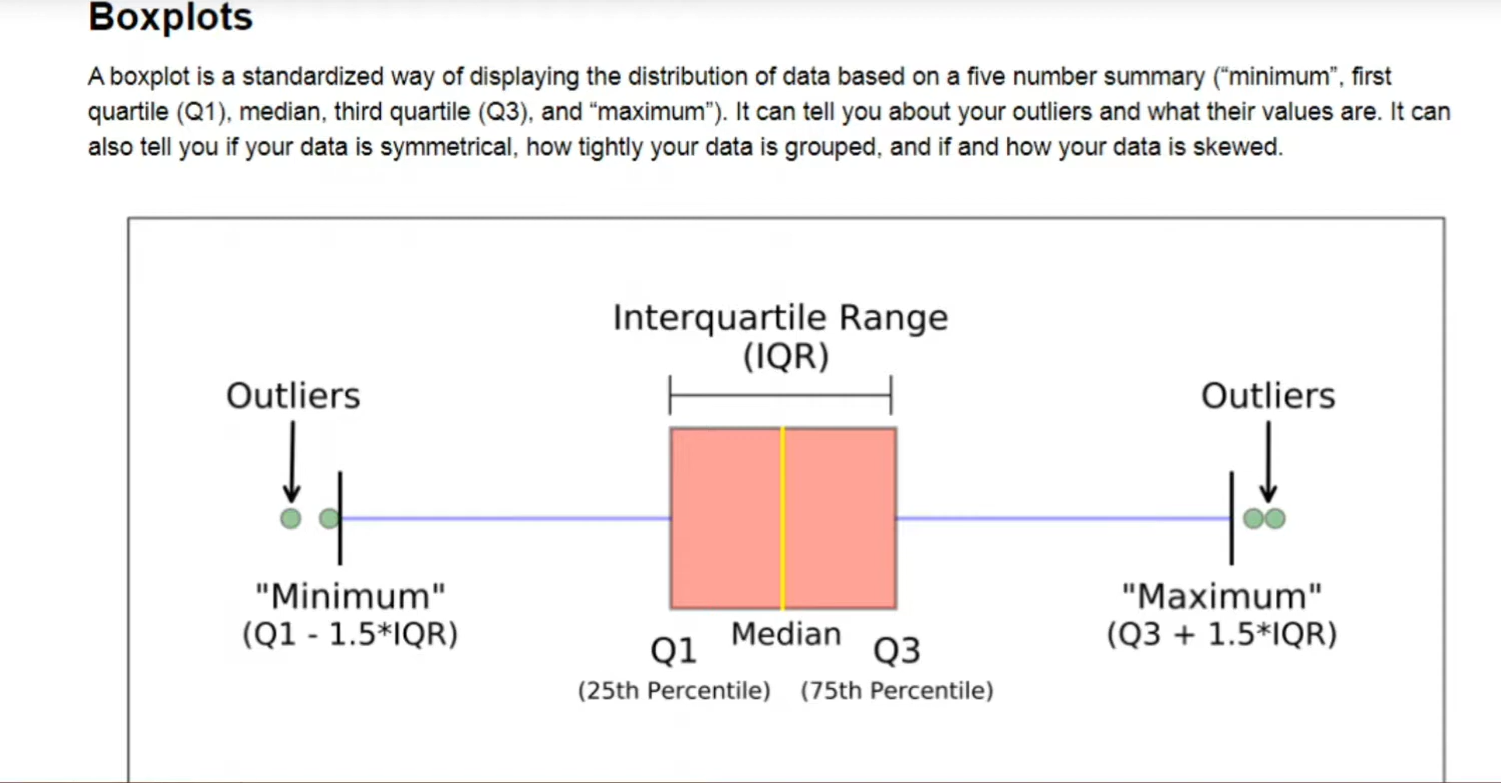 Boxplots
A boxplot is a standardized way of displaying the distribution of data based on a five number summary (“minimum”, first
quartile (Q1), median, third quartile (Q3), and “maximum”). It can tell you about your outliers and what their values are. It can
also tell you if your data is symmetrical, how tightly your data is grouped, and if and how your data is skewed.
Interquartile Range
(IQR)
Outliers
Outliers
"Minimum"
(Q1 - 1.5*IQR)
"Maximum"
(Q3 + 1.5*IQR)
Q1
Median
Q3
(25th Percentile)
(75th Percentile)